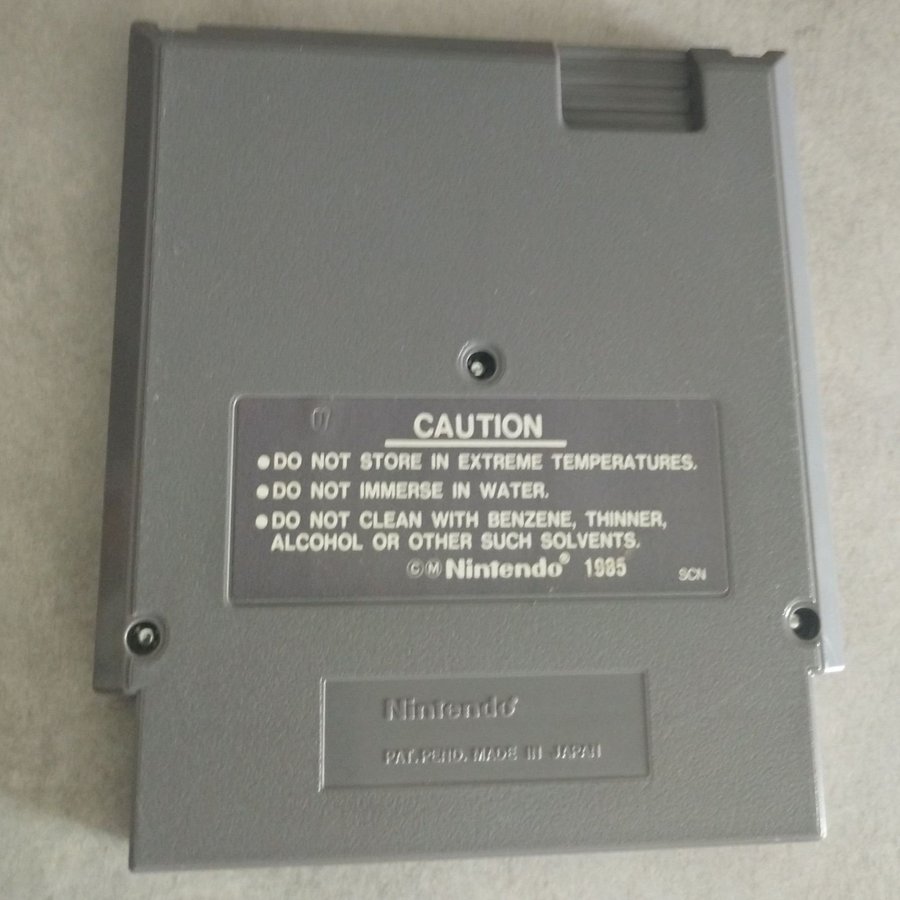 CAUTION
●DO NOT STORE IN EXTREME TEMPERATURES.
●DO NOT IMMERSE IN WATER.
●DO NOT CLEAN WITH BENZENE, THINNER,
ALCOHOL OR OTHER SUCH SOLVENTS.
ⒸⓂ Nintendo® 1985
SCN
Nintendo®
PAT. PEND. MADE IN JAPAN